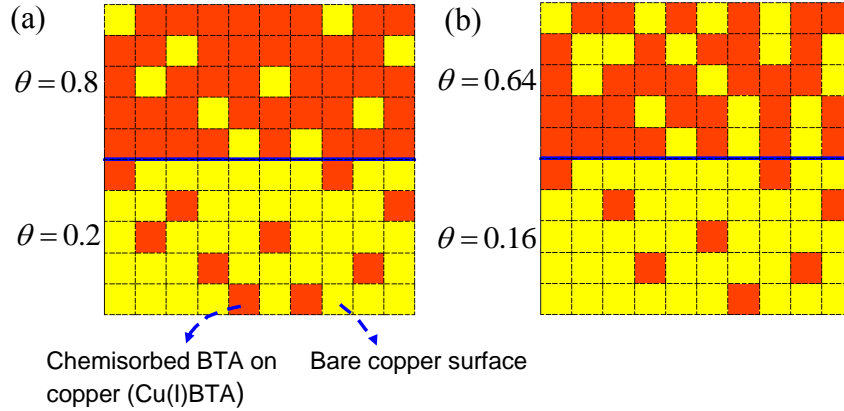 (a)
(b)
θ = 0.8
θ = 0.64
θ = 0.2
θ = 0.16
Chemisorbed BTA on
copper (Cu(I)BTA)
Bare copper surface